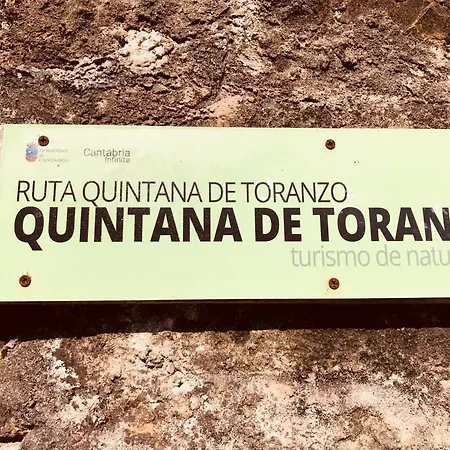 GOBIERNO
DE
CANTABRIA
Cantabria
Infinita
RUTA QUINTANA DE TORANZO
QUINTANA DE TORAN
turismo de natu